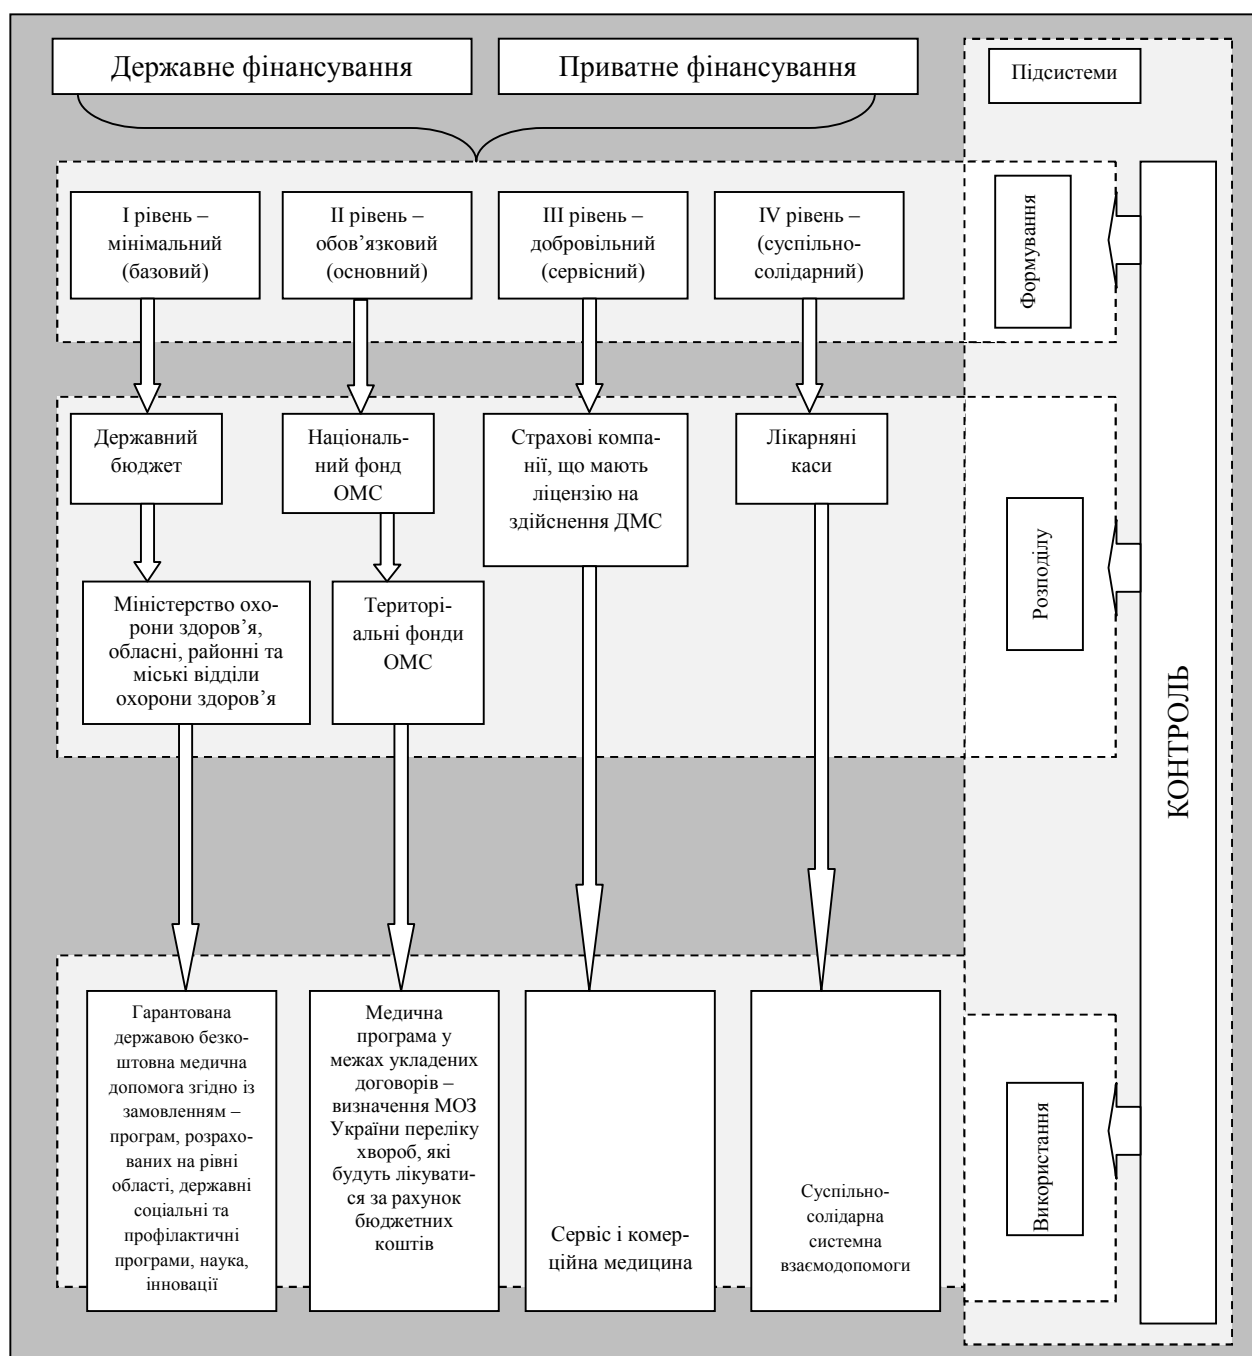 Державне фінансування
Приватне фінансування
Підсистеми
I рівень –
мінімальний
(базовий)
II рівень –
обов’язковий
(основний)
III рівень –
добровільний
(сервісний)
IV рівень –
(суспільно-
солідарний)
Формування
Державний
бюджет
Національ-
ний фонд
ОМС
Страхові компа-
нії, що мають
ліцензію на
здійснення ДМС
Лікарняні
каси
Розподілу
Міністерство охо-
рони здоров’я,
обласні, районні та
міські відділи
охорони здоров’я
Територі-
альні фонди
ОМС
КОНТРОЛЬ
Гарантована
державою безко-
штовна медична
допомога згідно із
замовленням –
програм, розрахо-
ваних на рівні
області, державні
соціальні та
профілактичні
програми, наука,
інновації
Медична
програма у
межах укладених
договорів –
визначення МОЗ
України переліку
хвороб, які
будуть лікувати-
ся за рахунок
бюджетних
коштів
Сервіс і комер-
ційна медицина
Суспільно-
солідарна
системна
взаємодопомоги
Використання